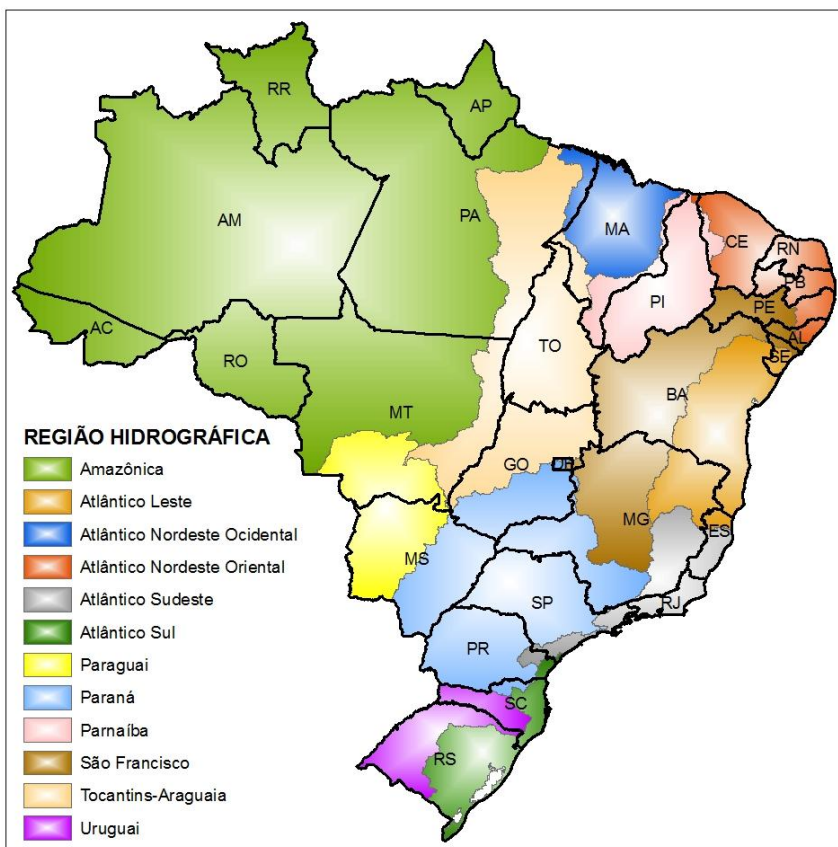 RR
AP
AM
PA
MA
CE
RN
PB
PI
PE
AL
SE
AC
RO
TO
BA
MT
GO
DF
MG
ES
MS
SP
RJ
PR
SC
RS
REGIÃO HIDROGRÁFICA
Amazônica
Atlântico Leste
Atlântico Nordeste Ocidental
Atlântico Nordeste Oriental
Atlântico Sudeste
Atlântico Sul
Paraguai
Paraná
Parnaíba
São Francisco
Tocantins-Araguaia
Uruguai